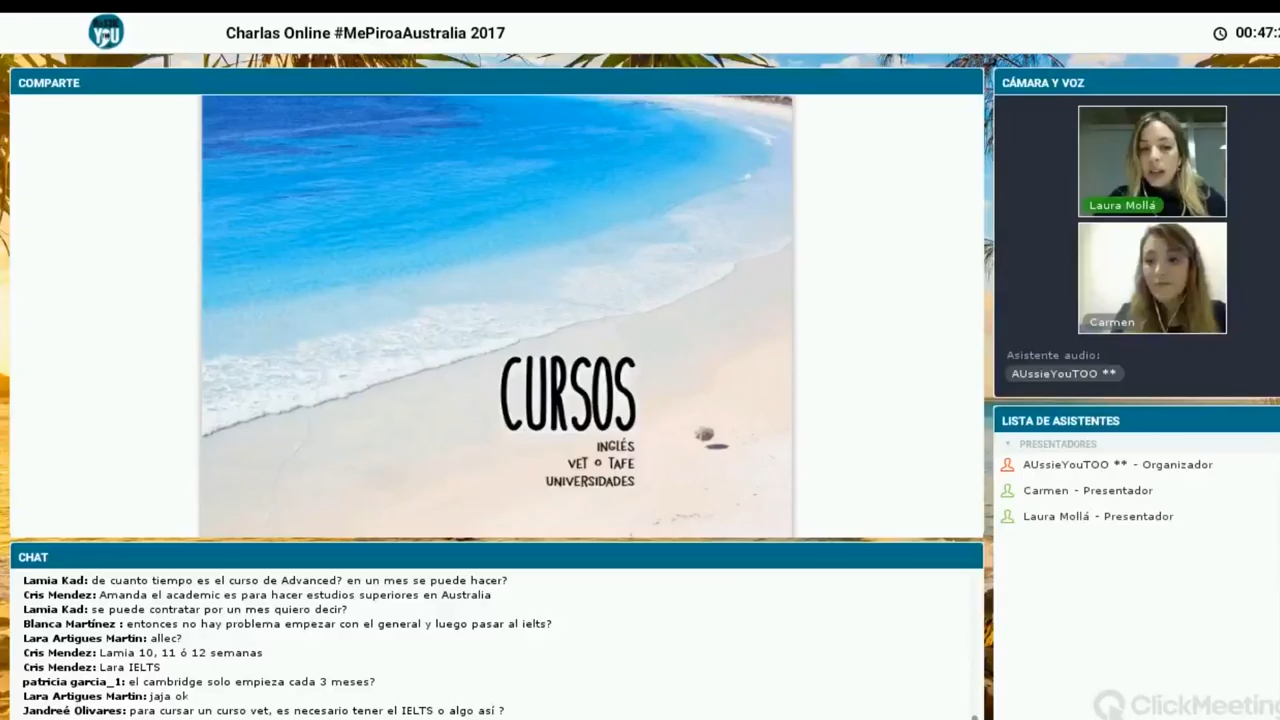 YOU
Charlas Online #MePiroaAustralia 2017
00:47:
COMPARTE
CURSOS
INGLÉS
VET o TAFE
UNIVERSIDADES
CÁMARA Y VOZ
Laura Mollá
Carmen
Asistente audio:
AUssieYouTOO **
LISTA DE ASISTENTES
PRESENTADORES
AUssieYouTOO ** - Organizador
Carmen - Presentador
Laura Mollá - Presentador
CHAT
Lamia Kad: de cuanto tiempo es el curso de Advanced? en un mes se puede hacer?
Cris Mendez: Amanda el academic es para hacer estudios superiores en Australia
Lamia Kad: se puede contratar por un mes quiero decir?
Blanca Martínez : entonces no hay problema empezar con el general y luego pasar al ielts?
Lara Artigues Martin: allec?
Cris Mendez: Lamia 10, 11 ó 12 semanas
Cris Mendez: Lara IELTS
patricia garcia_1: el cambridge solo empieza cada 3 meses?
Lara Artigues Martin: jaja ok
Jandreé Olivares: para cursar un curso vet, es necesario tener el IELTS o algo así ?
ClickMeeting